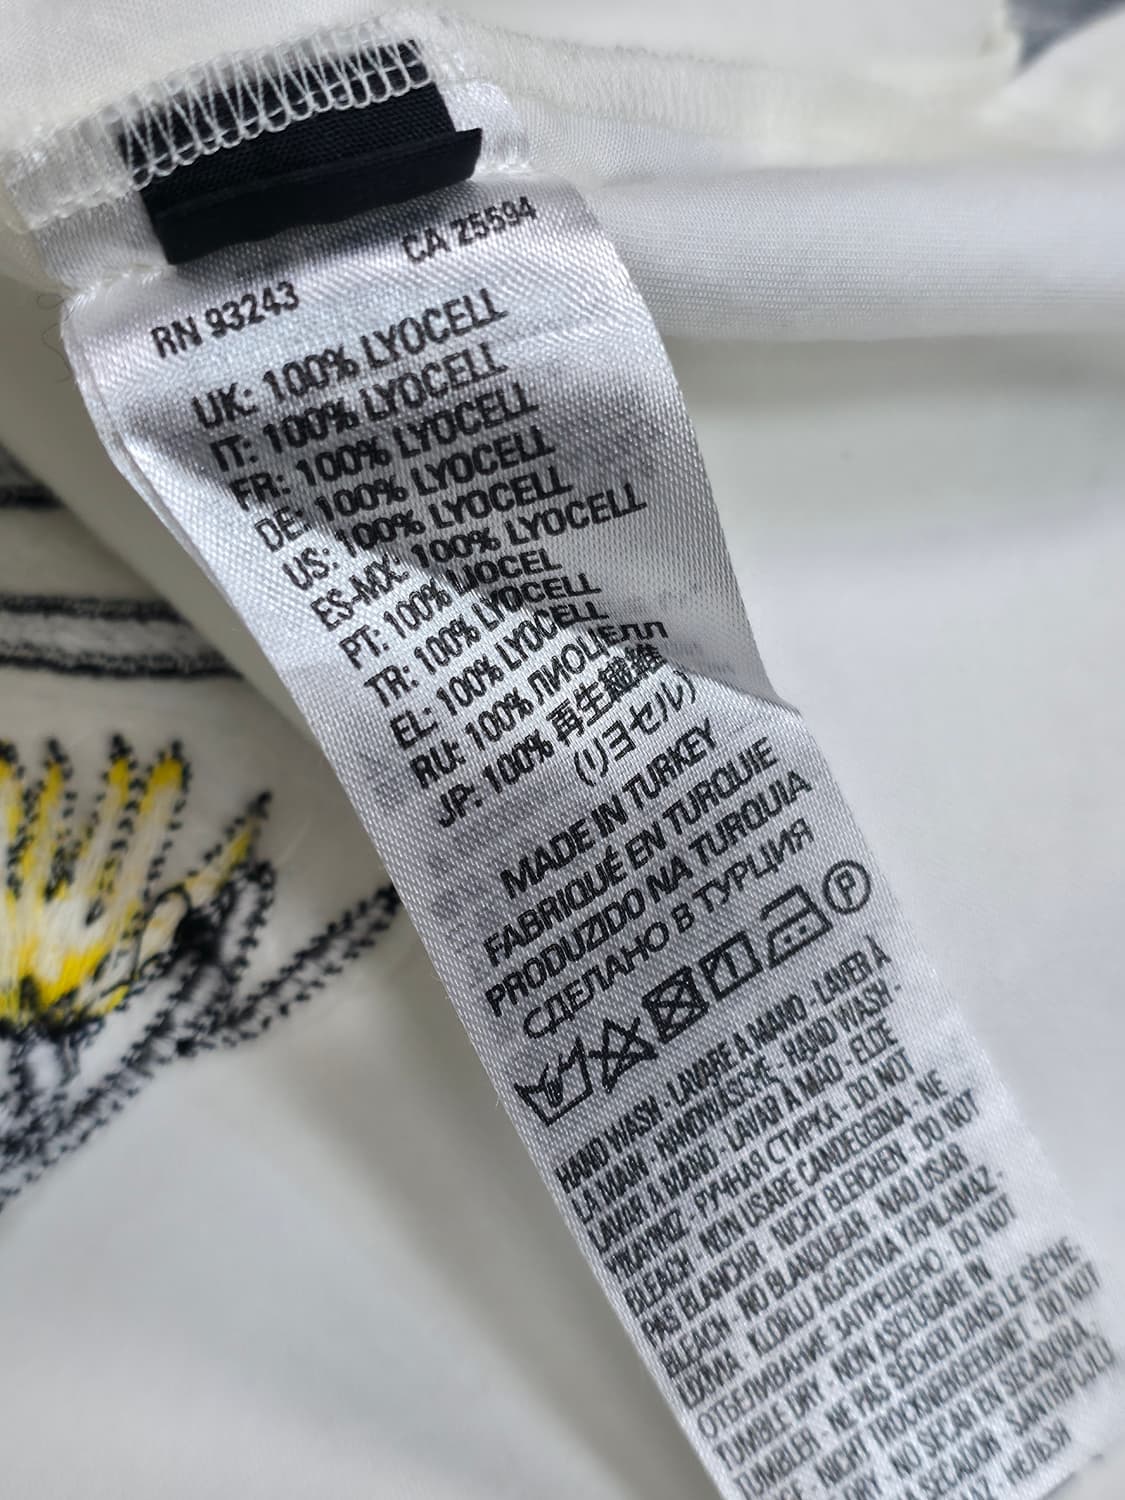 RN 93243
CA 25594
UK: 100% LYOCELL
IT: 100% LYOCELL
FR: 100% LYOCELL
DE: 100% LYOCELL
US: 100% LYOCELL
ES-MX: 100% LYOCELL
PT: 100% LIOCEL
TR: 100% LYOCELL
EL: 100% LYOCELL
RU: 100% ЛИОЦЕЛЛ
JP: 100% 再生繊維
(リヨセル)
MADE IN TURKEY
FABRIQUÉ EN TURQUIE
PRODUZIDO NA TURQUIA
СДЕЛАНО В ТУРЦИЯ
P
HAND WASH - LAVARE A MANO - LAVER À
LA MAIN - HANDWÄSCHE - HAND WASH -
LAVAR A MANO - LAVAR À MÃO - ELDE
YIKAYINIZ - РУЧНАЯ СТИРКА - DO NOT
BLEACH - NON USARE CANDEGGINA - NE
PAS BLANCHIR - NICHT BLEICHEN - DO NOT
BLEACH - NO BLANQUEAR - NÃO USAR
LIXÍVIA - KLORLU AGARTMA YAPILAMAZ -
ОТБЕЛИВАНИЕ ЗАПРЕЩЕНО - DO NOT
TUMBLE DRY - NON ASCIUGARE IN
TUMBLER - NE PAS SÉCHER DANS LE SÈCHE-
NICHT TROCKNERGEEIGNET - DO NOT
DRY - NO SECAR EN SECADORA
SECADOR - SANTRIFÜJLÜ
НЕЛЬЗЯ